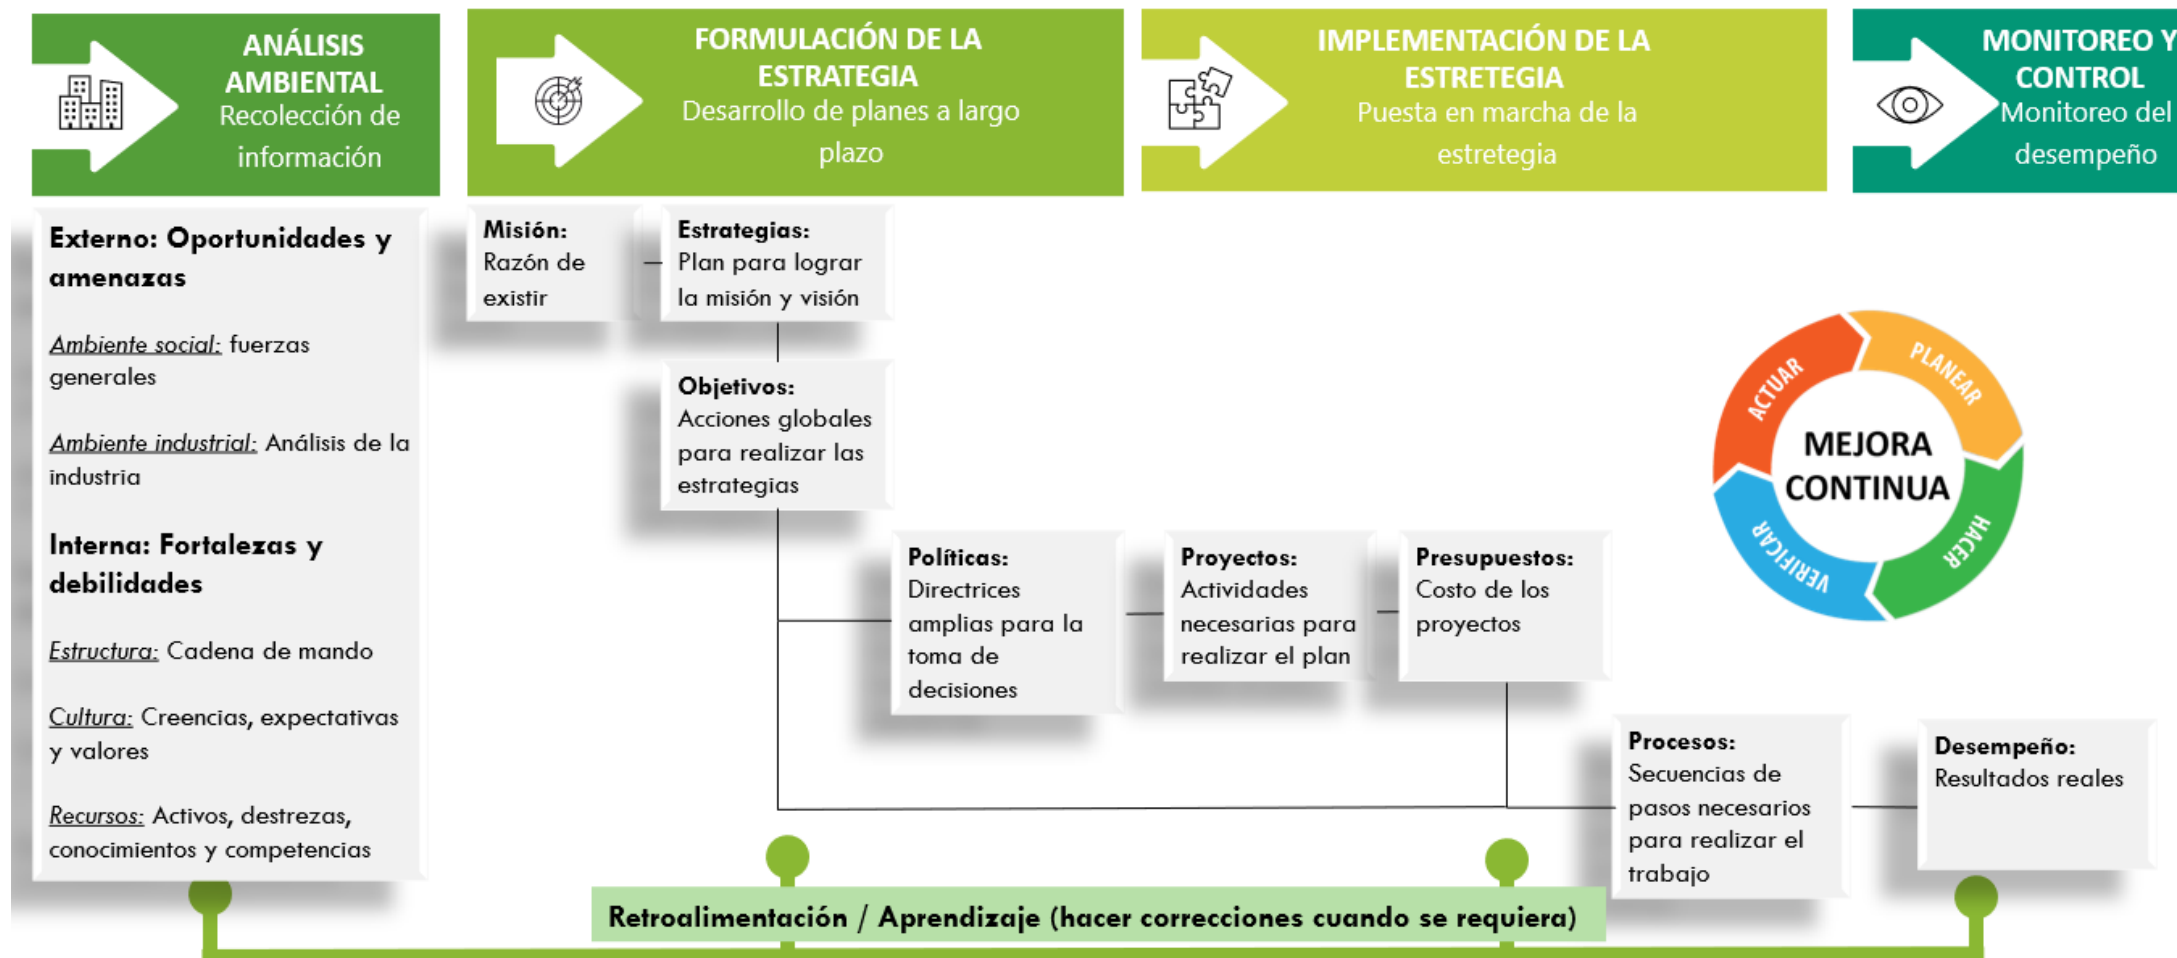 ANÁLISIS
AMBIENTAL
Recolección de
información
FORMULACIÓN DE LA
ESTRATEGIA
Desarrollo de planes a largo
plazo
IMPLEMENTACIÓN DE LA
ESTRETEGIA
Puesta en marcha de la
estretegia
MONITOREO Y
CONTROL
Monitoreo del
desempeño
Externo: Oportunidades y
amenazas
Ambiente social: fuerzas
generales
Ambiente industrial: Análisis de la
industria
Interna: Fortalezas y
debilidades
Estructura: Cadena de mando
Cultura: Creencias, expectativas
y valores
Recursos: Activos, destrezas,
conocimientos y competencias
Misión:
Razón de
existir
Estrategias:
Plan para lograr
la misión y visión
Objetivos:
Acciones globales
para realizar las
estrategias
Políticas:
Directrices
amplias para la
toma de
decisiones
Proyectos:
Actividades
necesarias para
realizar el plan
Presupuestos:
Costo de los
proyectos
Procesos:
Secuencias de
pasos necesarios
para realizar el
trabajo
Desempeño:
Resultados reales
PLANEAR
HACER
VERIFICAR
ACTUAR
MEJORA
CONTINUA
Retroalimentación / Aprendizaje (hacer correcciones cuando se requiera)